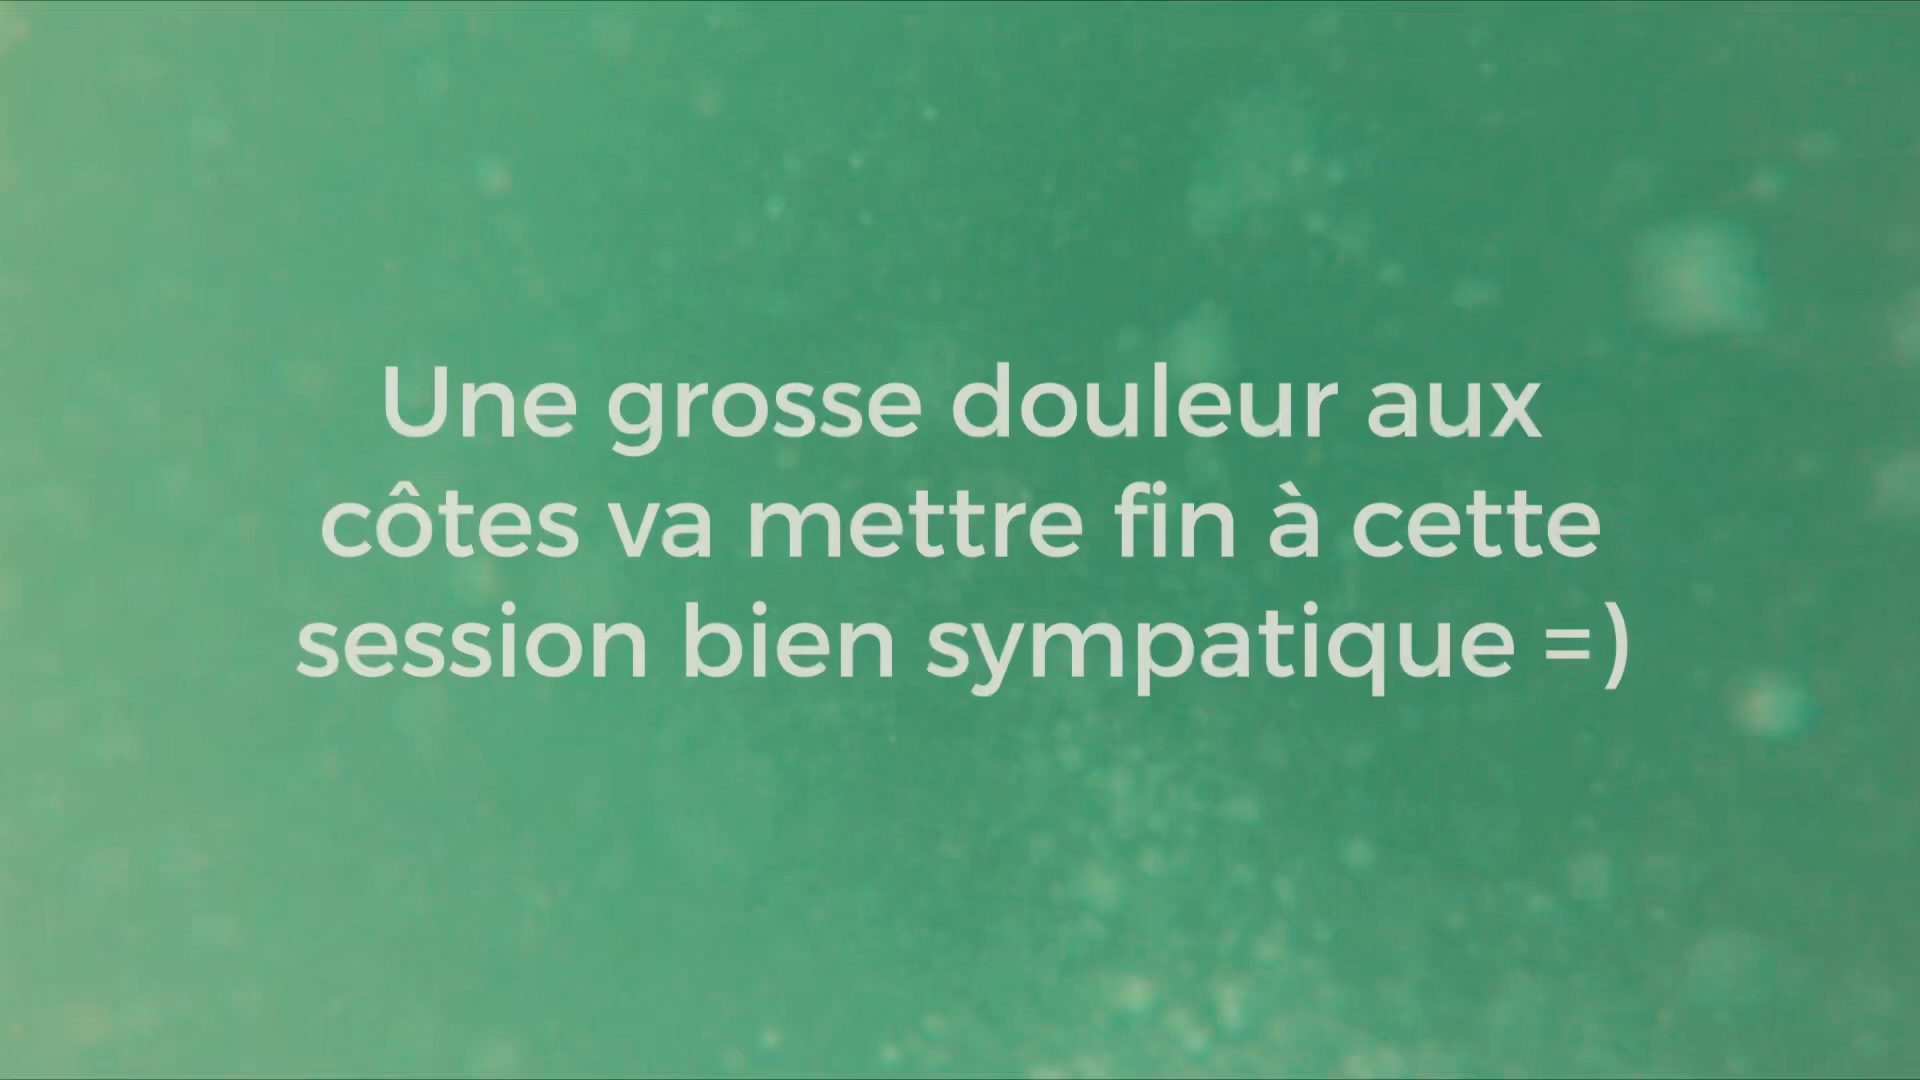 Une grosse douleur aux
côtes va mettre fin à cette
session bien sympatique =)